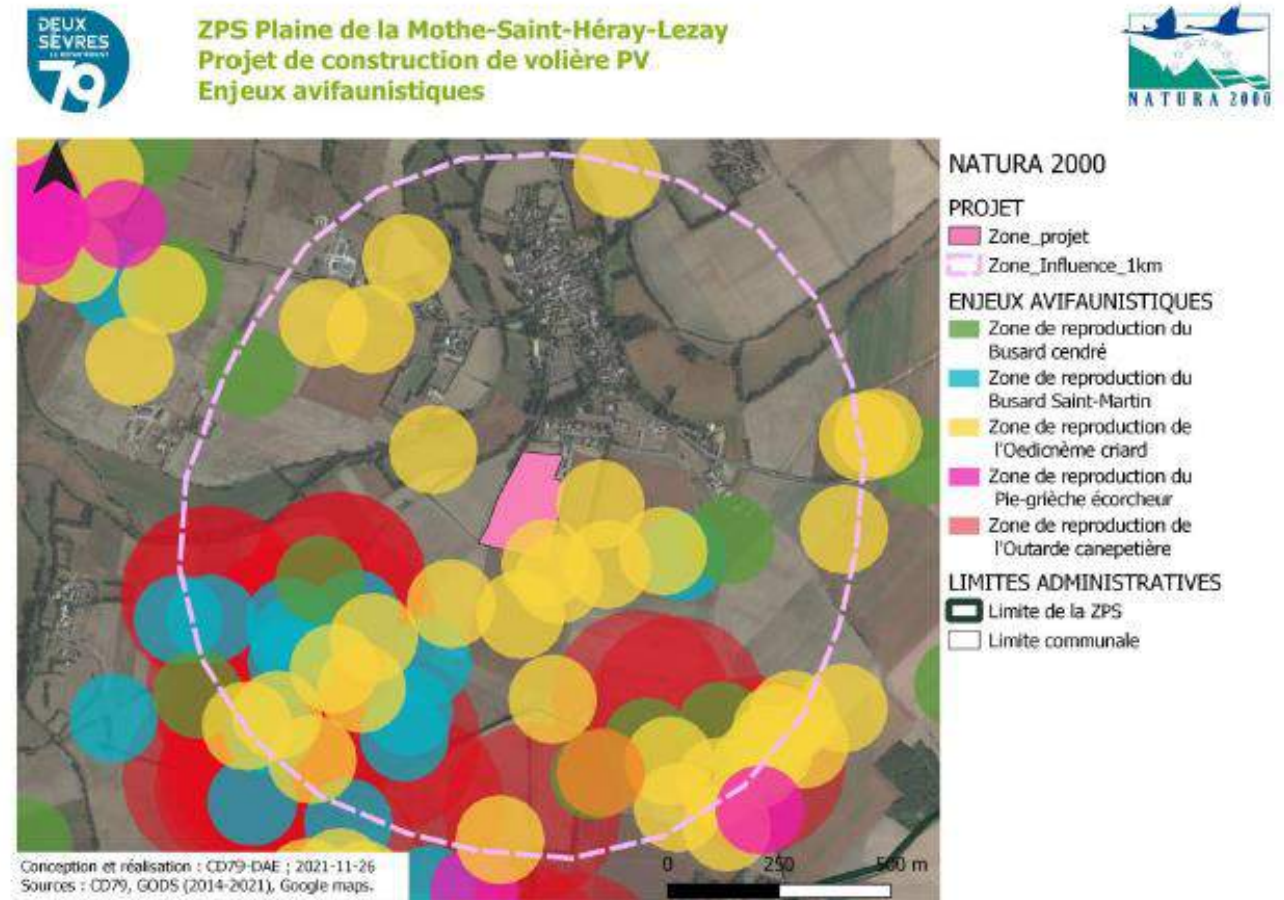 DEUX
SÈVRES
LE DÉPARTEMENT
79
ZPS Plaine de la Mothe-Saint-Héray-Lezay
Projet de construction de volière PV
Enjeux avifaunistiques
NATURA 2000
NATURA 2000
PROJET
Zone_projet
Zone_Influence_1km
ENJEUX AVIFAUNISTIQUES
Zone de reproduction du
Busard cendré
Zone de reproduction du
Busard Saint-Martin
Zone de reproduction de
l'Oedicnème criard
Zone de reproduction du
Pie-grièche écorcheur
Zone de reproduction de
l'Outarde canepetière
LIMITES ADMINISTRATIVES
Limite de la ZPS
Limite communale
0 250 500 m
Conception et réalisation : CD79-DAE ; 2021-11-26
Sources : CD79, GODS (2014-2021), Google maps.